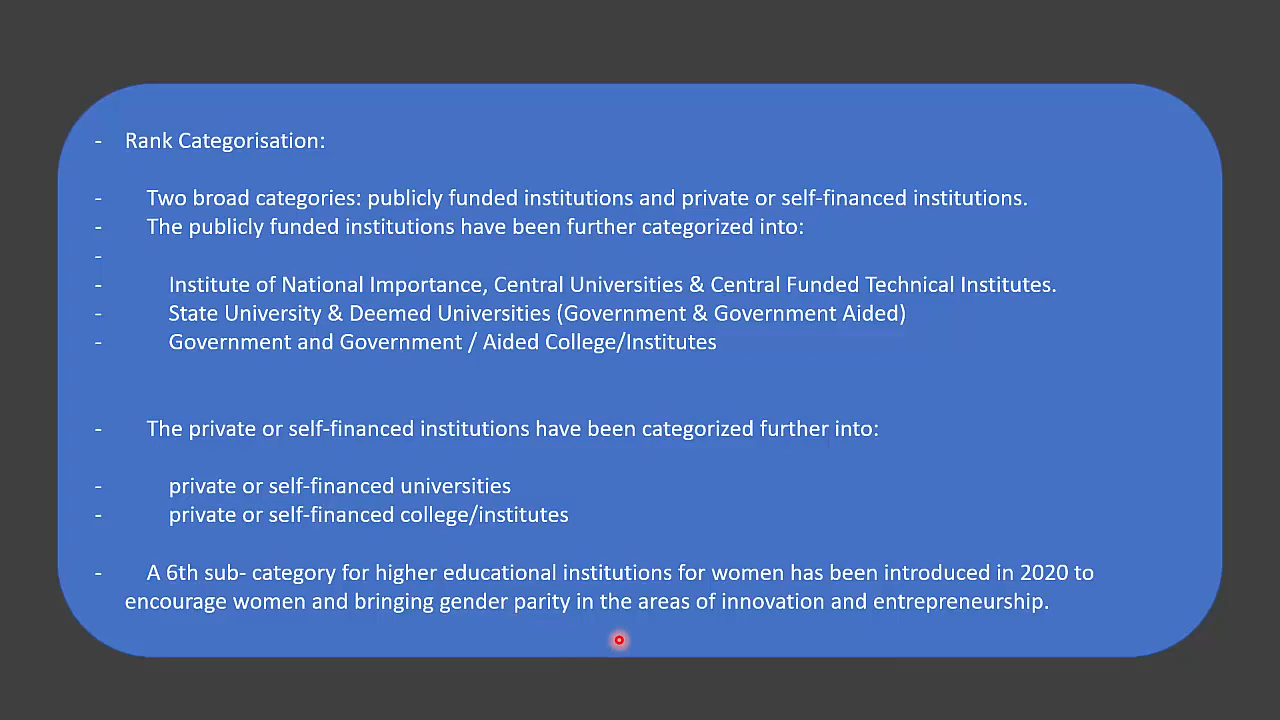 - Rank Categorisation:
- Two broad categories: publicly funded institutions and private or self-financed institutions.
- The publicly funded institutions have been further categorized into:
-
- Institute of National Importance, Central Universities & Central Funded Technical Institutes.
- State University & Deemed Universities (Government & Government Aided)
- Government and Government / Aided College/Institutes
- The private or self-financed institutions have been categorized further into:
- private or self-financed universities
- private or self-financed college/institutes
- A 6th sub- category for higher educational institutions for women has been introduced in 2020 to
encourage women and bringing gender parity in the areas of innovation and entrepreneurship.